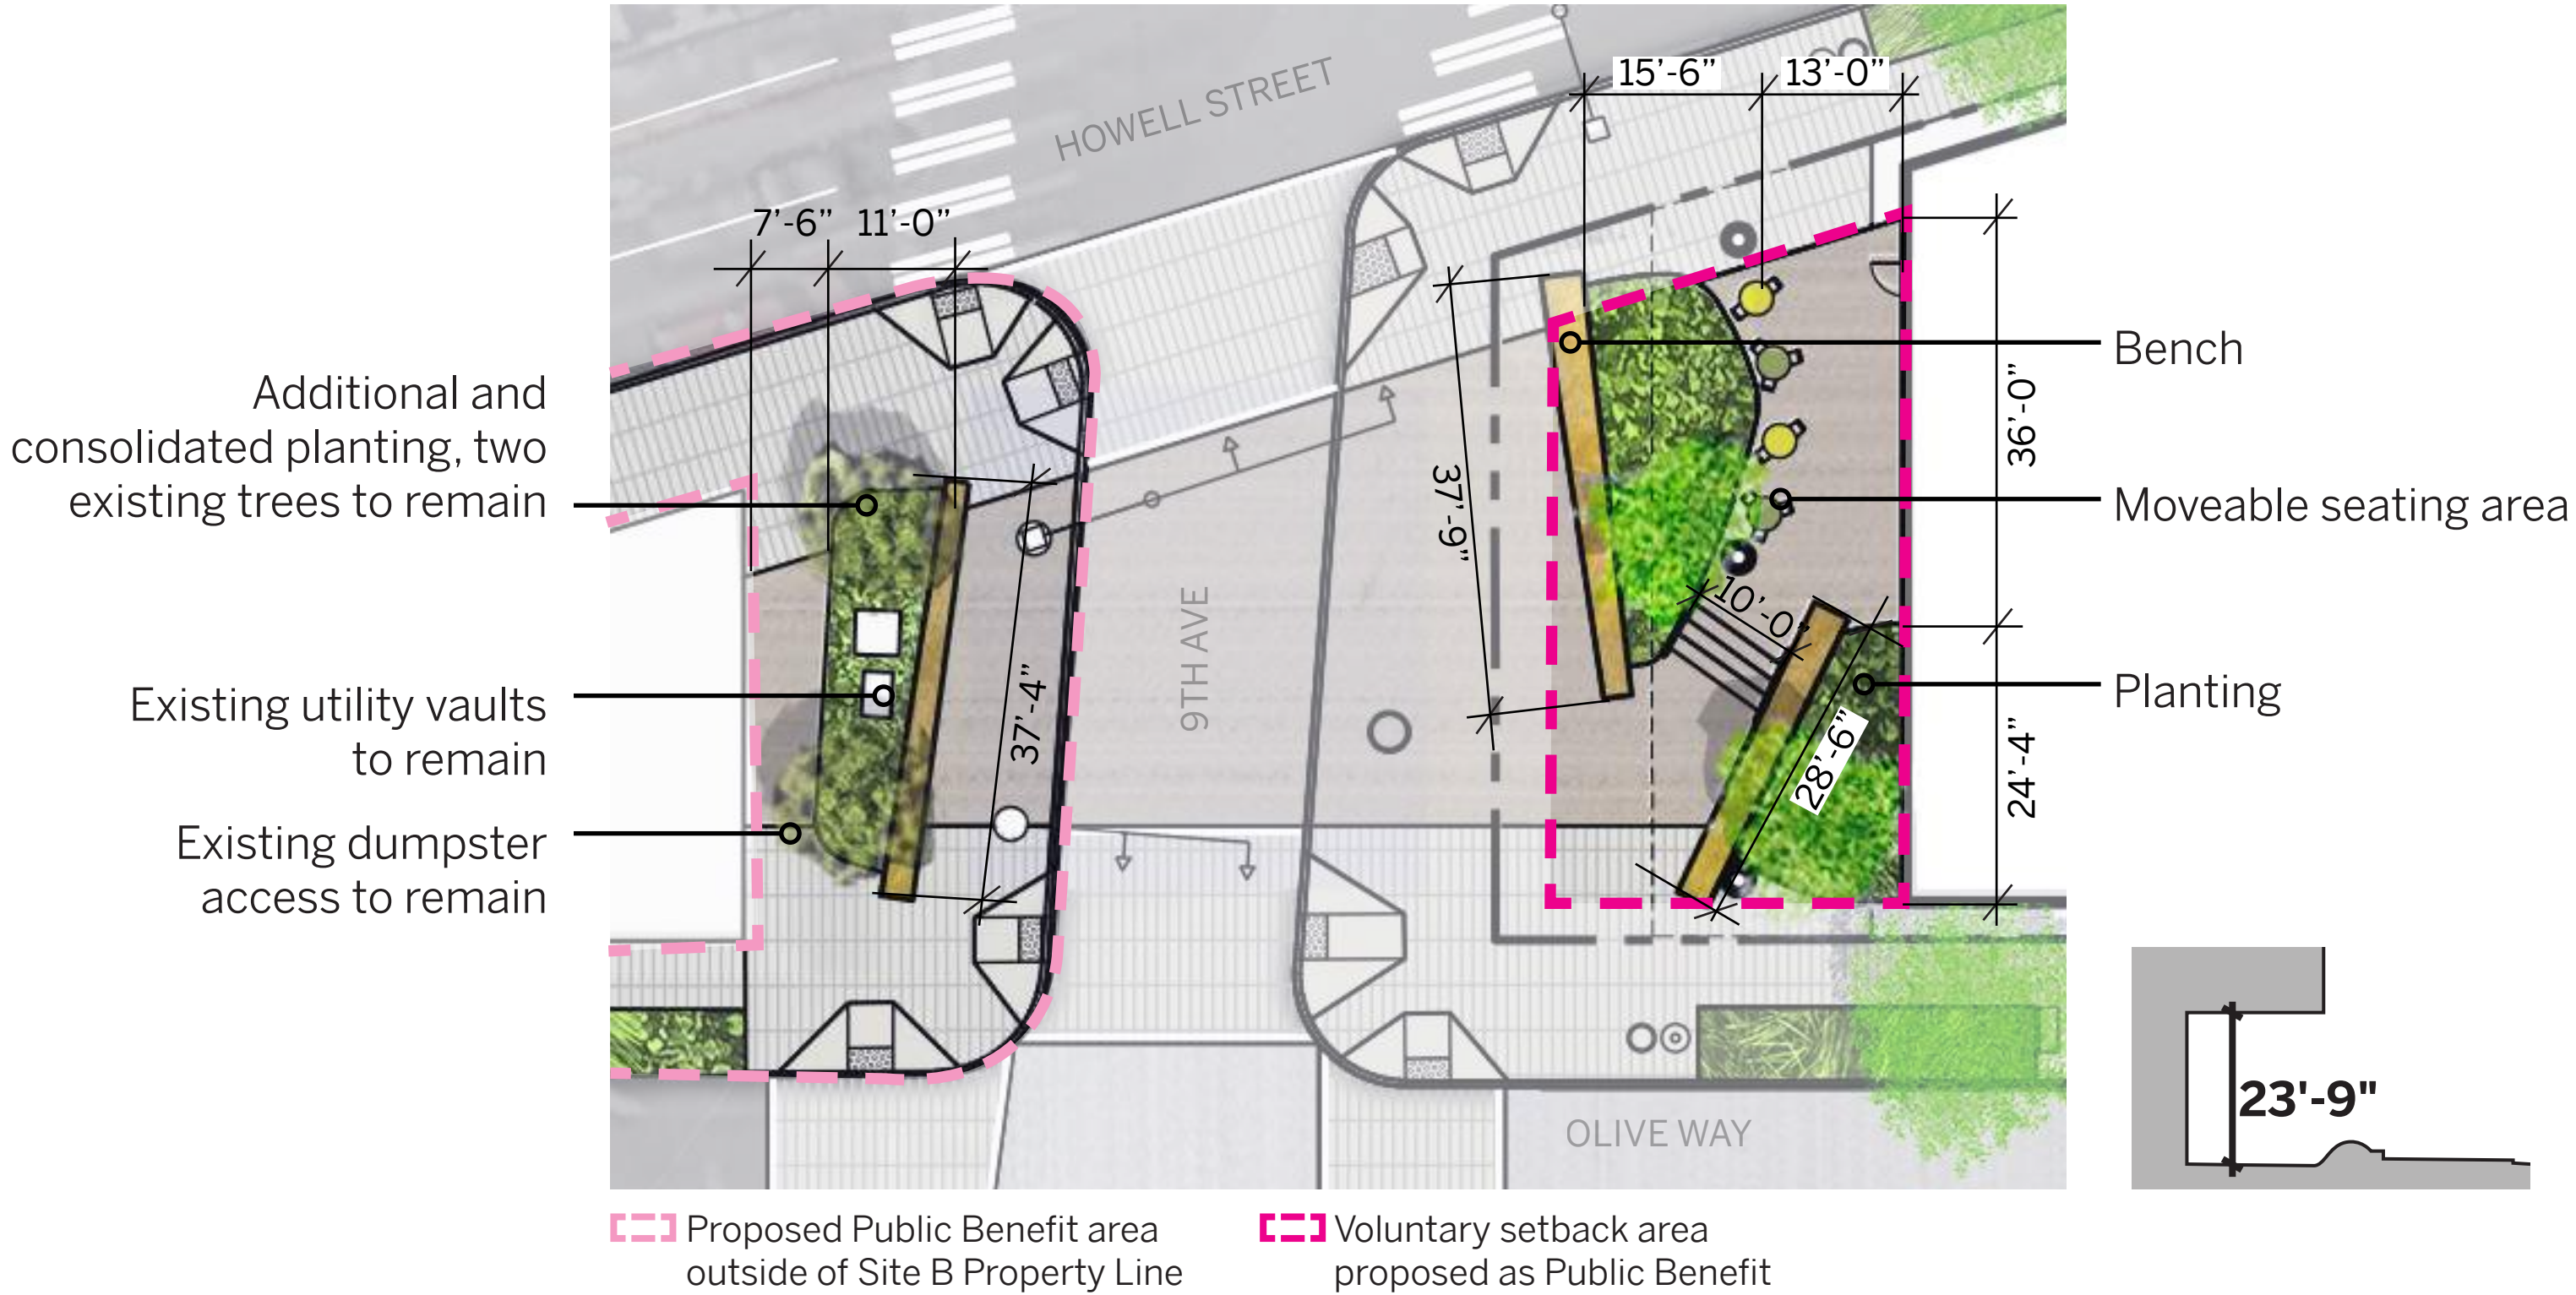 HOWELL STREET
15’-6”
13’-0”
7’-6”
11’-0”
Additional and
consolidated planting, two
existing trees to remain
Existing utility vaults
to remain
Existing dumpster
access to remain
37’-4”
9TH AVE
37’-9”
10’-0”
28’-6”
36’-0”
24’-4”
Bench
Moveable seating area
Planting
OLIVE WAY
23'-9"
Proposed Public Benefit area
outside of Site B Property Line
Voluntary setback area
proposed as Public Benefit